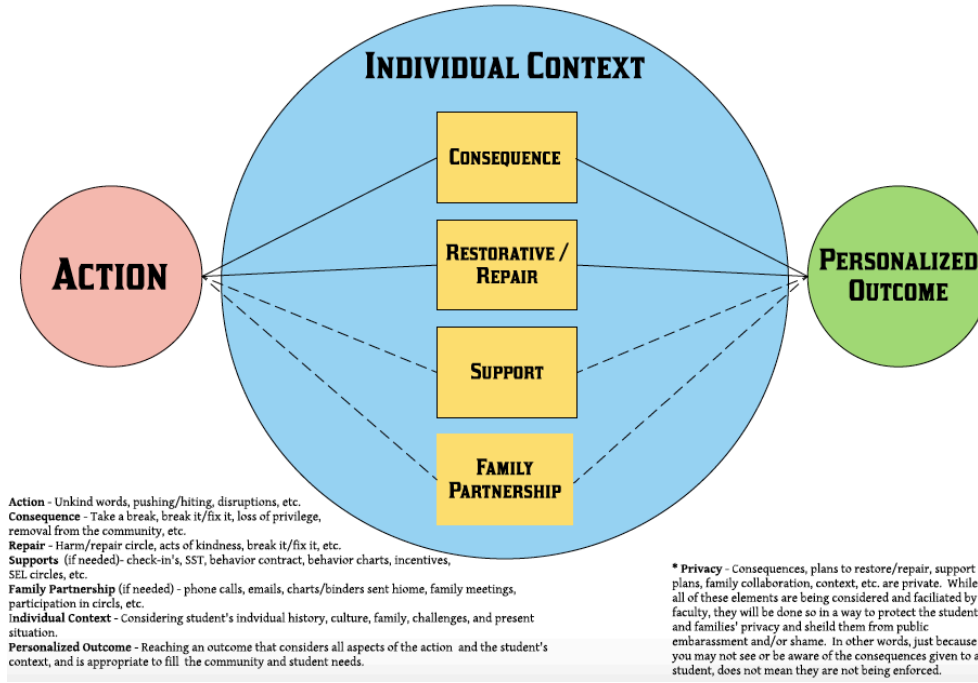 INDIVIDUAL CONTEXT
CONSEQUENCE
RESTORATIVE /
REPAIR
SUPPORT
FAMILY
PARTNERSHIP
ACTION
PERSONALIZED
OUTCOME
Action - Unkind words, pushing/hiting, disruptions, etc.
Consequence - Take a break, break it/fix it, loss of privilege,
removal from the community, etc.
Repair - Harm/repair circle, acts of kindness, break it/fix it, etc.
Supports (if needed)- check-in's, SST, behavior contract, behavior charts, incentives,
SEL circles, etc.
Family Partnership (if needed) - phone calls, emails, charts/binders sent hiome, family meetings,
participation in circls, etc.
Individual Context - Considering student's indvidual history, culture, family, challenges, and present
situation.
Personalized Outcome - Reaching an outcome that considers all aspects of the action and the student's
context, and is appropriate to fill the community and student needs.
* Privacy - Consequences, plans to restore/repair, support
plans, family collaboration, context, etc. are private. While
all of these elements are being considered and faciliated by
faculty, they will be done so in a way to protect the student
and families' privacy and sheild them from public
embarassment and/or shame. In other words, just because
you may not see or be aware of the consequences given to a
student, does not mean they are not being enforced.